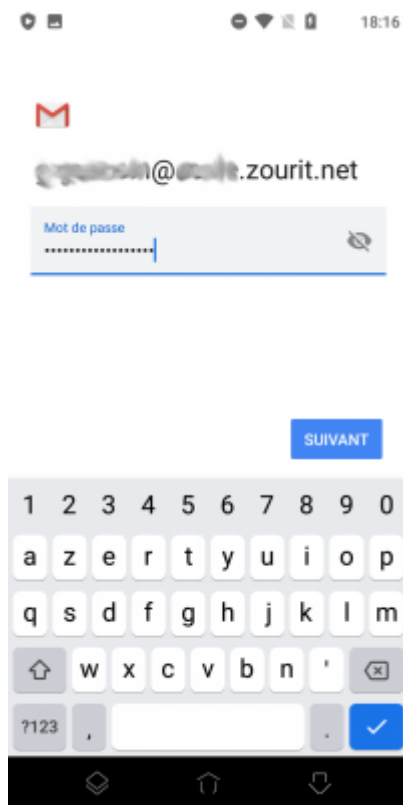 18:16
@ .zourit.net
Mot de passe
••••••••••••••••••
SUIVANT
1 2 3 4 5 6 7 8 9 0
a z e r t y u i o p
q s d f g h j k l m
w x c v b n '
?123 , .